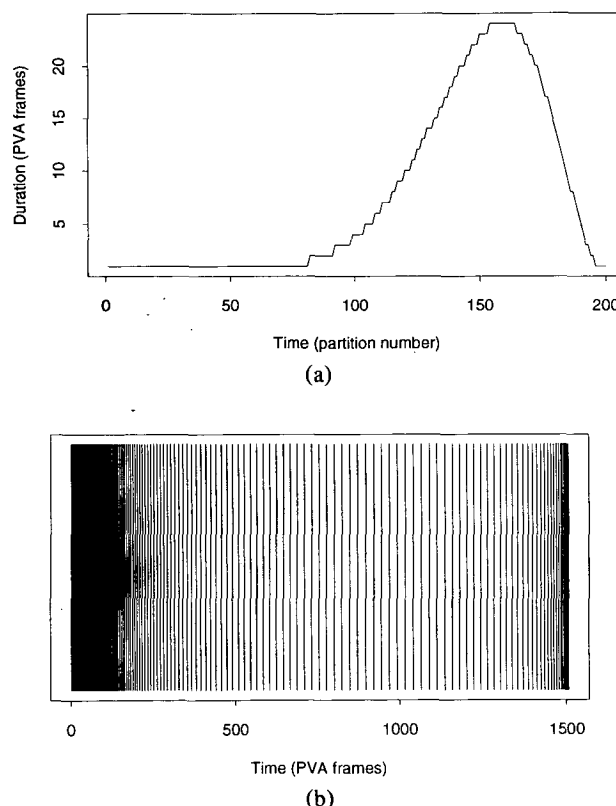 20
15
10
5
Duration (PVA frames)
0 50 100 150 200
Time (partition number)
(a)
0 500 1000 1500
Time (PVA frames)
(b)